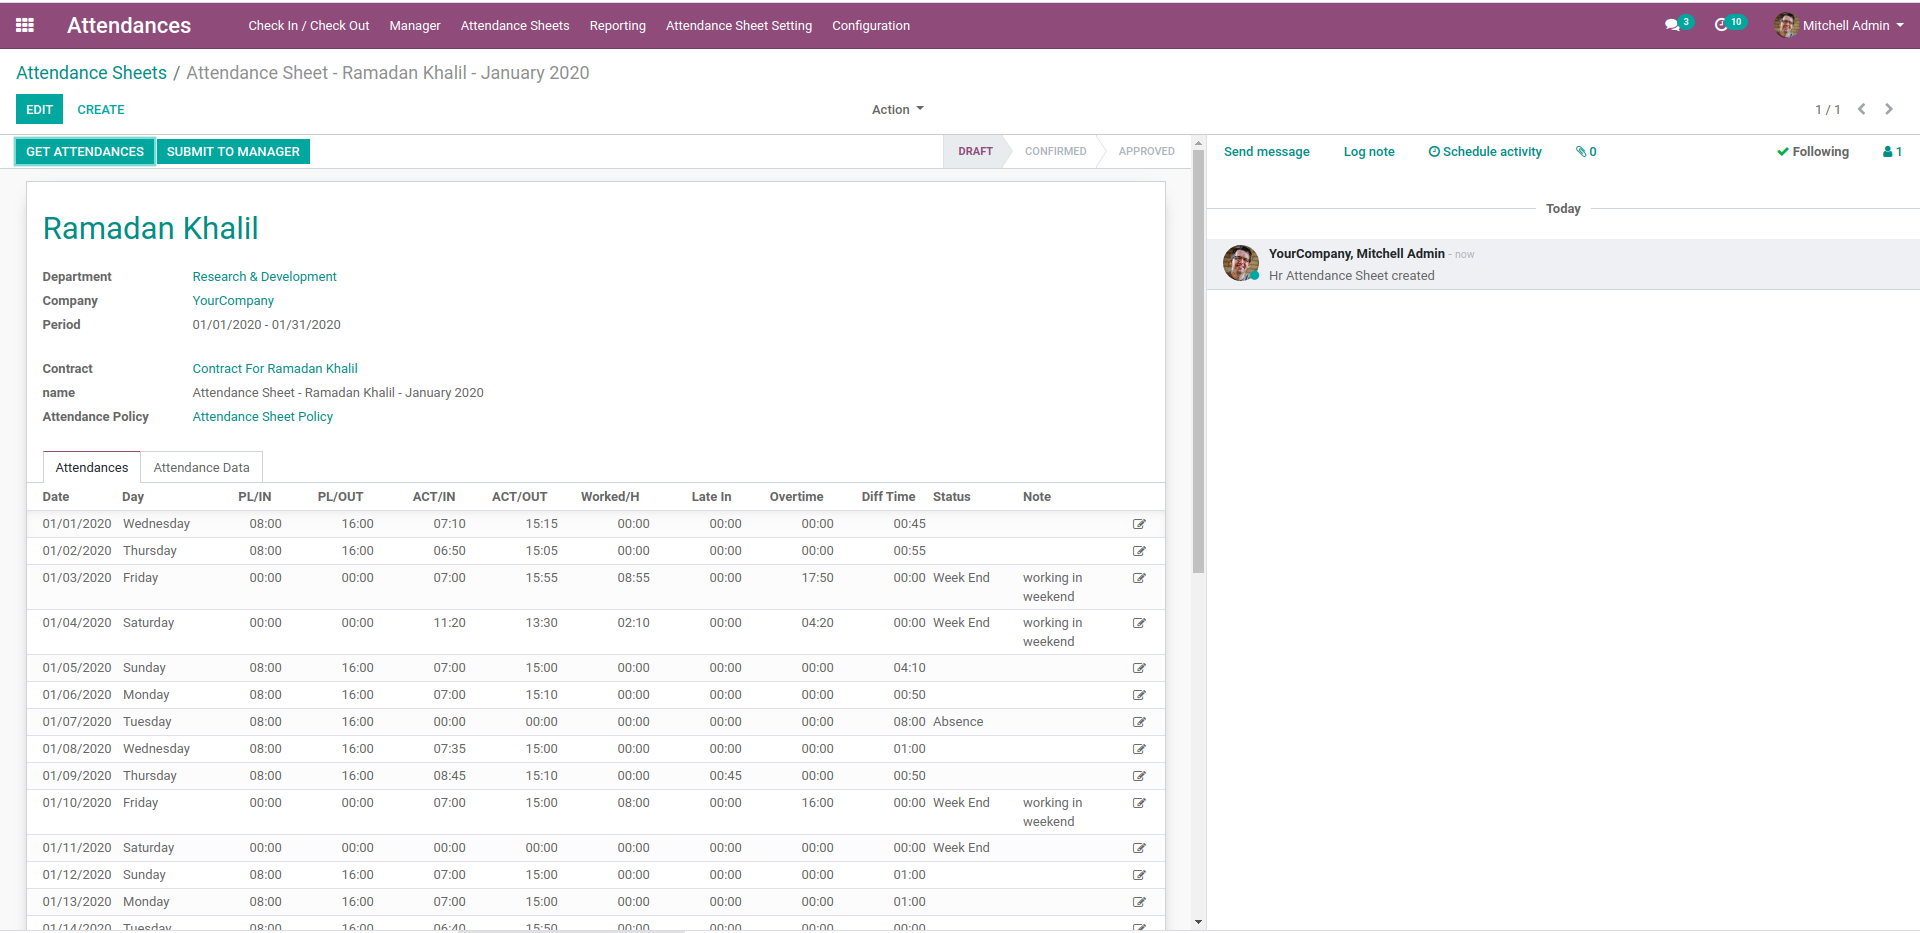 Attendances Check In / Check Out Manager Attendance Sheets Reporting Attendance Sheet Setting Configuration 3 10 Mitchell Admin
Attendance Sheets / Attendance Sheet - Ramadan Khalil - January 2020
EDIT CREATE Action 1 / 1
GET ATTENDANCES SUBMIT TO MANAGER DRAFT CONFIRMED APPROVED
Send message Log note Schedule activity 0 Following 1
Today
YourCompany, Mitchell Admin - now
Hr Attendance Sheet created
Ramadan Khalil
Department Research & Development
Company YourCompany
Period 01/01/2020 - 01/31/2020
Contract Contract For Ramadan Khalil
name Attendance Sheet - Ramadan Khalil - January 2020
Attendance Policy Attendance Sheet Policy
Attendances Attendance Data
Date Day PL/IN PL/OUT ACT/IN ACT/OUT Worked/H Late In Overtime Diff Time Status Note
01/01/2020 Wednesday 08:00 16:00 07:10 15:15 00:00 00:00 00:00 00:45
01/02/2020 Thursday 08:00 16:00 06:50 15:05 00:00 00:00 00:00 00:55
01/03/2020 Friday 00:00 00:00 07:00 15:55 08:55 00:00 17:50 00:00 Week End working in
weekend
01/04/2020 Saturday 00:00 00:00 11:20 13:30 02:10 00:00 04:20 00:00 Week End working in
weekend
01/05/2020 Sunday 08:00 16:00 07:00 15:00 00:00 00:00 00:00 04:10
01/06/2020 Monday 08:00 16:00 07:00 15:10 00:00 00:00 00:00 00:50
01/07/2020 Tuesday 08:00 16:00 00:00 00:00 00:00 00:00 00:00 08:00 Absence
01/08/2020 Wednesday 08:00 16:00 07:35 15:00 00:00 00:00 00:00 01:00
01/09/2020 Thursday 08:00 16:00 08:45 15:10 00:00 00:45 00:00 00:50
01/10/2020 Friday 00:00 00:00 07:00 15:00 08:00 00:00 16:00 00:00 Week End working in
weekend
01/11/2020 Saturday 00:00 00:00 00:00 00:00 00:00 00:00 00:00 00:00 Week End
01/12/2020 Sunday 08:00 16:00 07:00 15:00 00:00 00:00 00:00 01:00
01/13/2020 Monday 08:00 16:00 07:00 15:00 00:00 00:00 00:00 01:00
01/14/2020 Tuesday 08:00 16:00 06:40 15:50 00:00 00:00 00:00 00:00